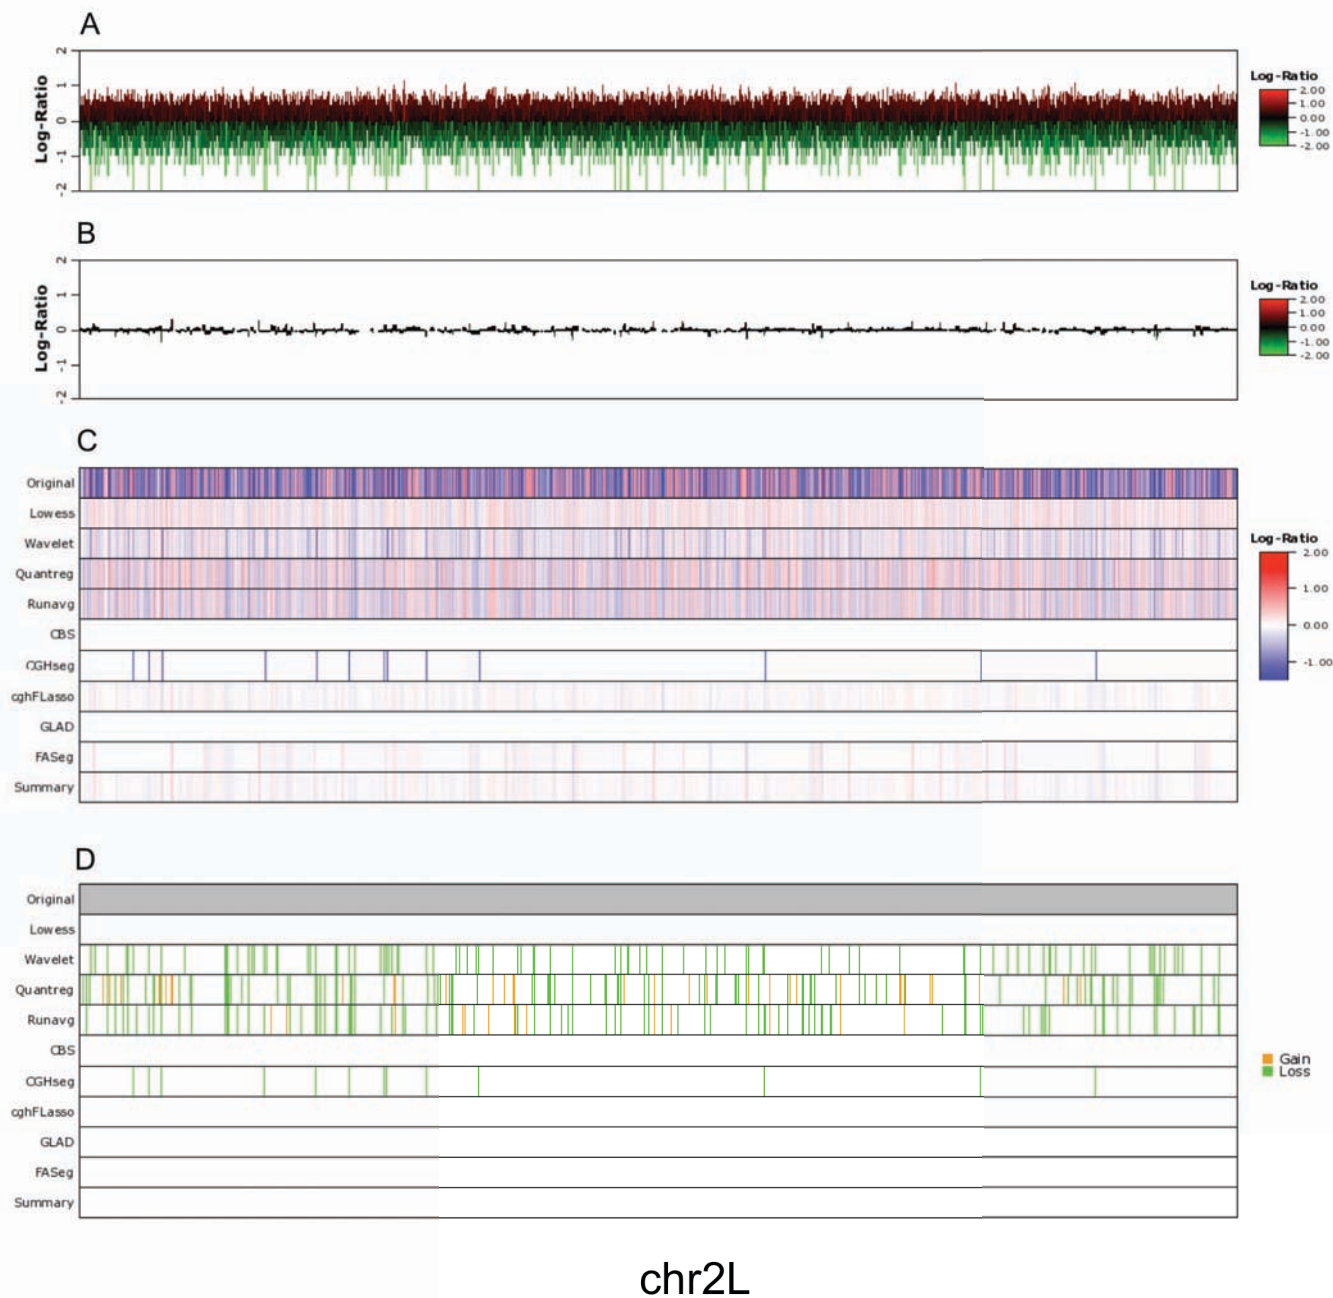 A
Log-Ratio
2
1
0
-1
-2
Log-Ratio
2.00
1.00
0.00
-1.00
-2.00
B
Log-Ratio
2
1
0
-1
-2
Log-Ratio
2.00
1.00
0.00
-1.00
-2.00
C
Original
Lowess
Wavelet
Quantreg
Runavg
CBS
CGHseg
cghFLasso
GLAD
FASeg
Summary
Log-Ratio
2.00
1.00
0.00
-1.00
D
Original
Lowess
Wavelet
Quantreg
Runavg
CBS
CGHseg
cghFLasso
GLAD
FASeg
Summary
Gain
Loss
chr2L